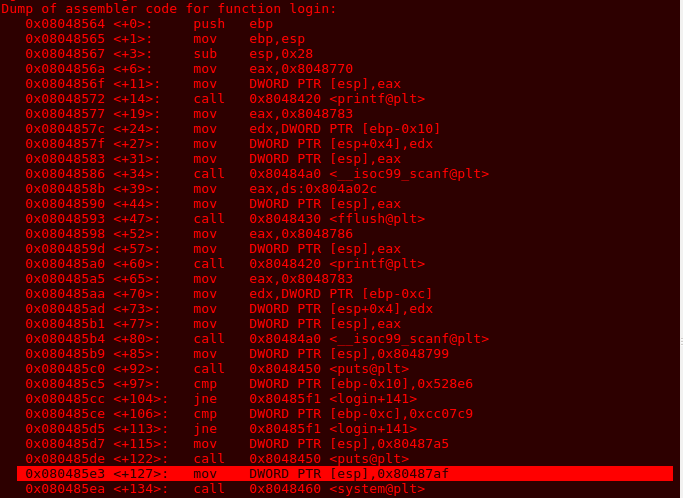 Dump of assembler code for function login:
0x08048564 <+0>: push ebp
0x08048565 <+1>: mov ebp,esp
0x08048567 <+3>: sub esp,0x28
0x0804856a <+6>: mov eax,0x8048770
0x0804856f <+11>: mov DWORD PTR [esp],eax
0x08048572 <+14>: call 0x8048420 <printf@plt>
0x08048577 <+19>: mov eax,0x8048783
0x0804857c <+24>: mov edx,DWORD PTR [ebp-0x10]
0x0804857f <+27>: mov DWORD PTR [esp+0x4],edx
0x08048583 <+31>: mov DWORD PTR [esp],eax
0x08048586 <+34>: call 0x80484a0 <__isoc99_scanf@plt>
0x0804858b <+39>: mov eax,ds:0x804a02c
0x08048590 <+44>: mov DWORD PTR [esp],eax
0x08048593 <+47>: call 0x8048430 <fflush@plt>
0x08048598 <+52>: mov eax,0x8048786
0x0804859d <+57>: mov DWORD PTR [esp],eax
0x080485a0 <+60>: call 0x8048420 <printf@plt>
0x080485a5 <+65>: mov eax,0x8048783
0x080485aa <+70>: mov edx,DWORD PTR [ebp-0xc]
0x080485ad <+73>: mov DWORD PTR [esp+0x4],edx
0x080485b1 <+77>: mov DWORD PTR [esp],eax
0x080485b4 <+80>: call 0x80484a0 <__isoc99_scanf@plt>
0x080485b9 <+85>: mov DWORD PTR [esp],0x8048799
0x080485c0 <+92>: call 0x8048450 <puts@plt>
0x080485c5 <+97>: cmp DWORD PTR [ebp-0x10],0x528e6
0x080485cc <+104>: jne 0x80485f1 <login+141>
0x080485ce <+106>: cmp DWORD PTR [ebp-0xc],0xcc07c9
0x080485d5 <+113>: jne 0x80485f1 <login+141>
0x080485d7 <+115>: mov DWORD PTR [esp],0x80487a5
0x080485de <+122>: call 0x8048450 <puts@plt>
0x080485e3 <+127>: mov DWORD PTR [esp],0x80487af
0x080485ea <+134>: call 0x8048460 <system@plt>